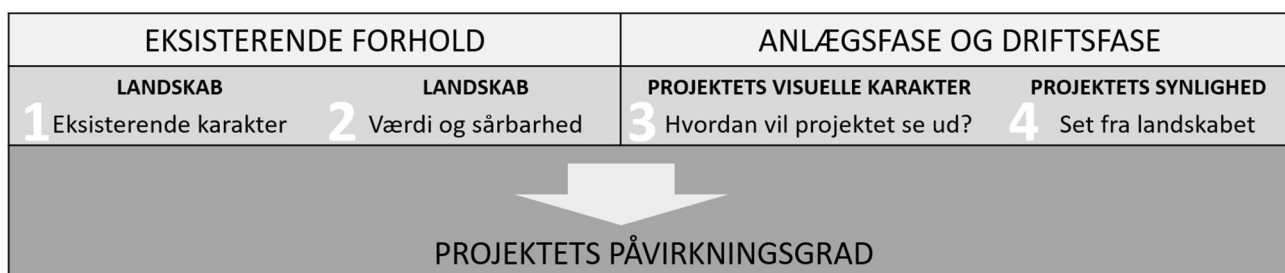 EKSISTERENDE FORHOLD
ANLÆGSFASE OG DRIFTSFASE
1
LANDSKAB
Eksisterende karakter
2
LANDSKAB
Værdi og sårbarhed
3
PROJEKTETS VISUELLE KARAKTER
Hvordan vil projektet se ud?
4
PROJEKTETS SYNLIGHED
Set fra landskabet
PROJEKTETS PÅVIRKNINGSGRAD